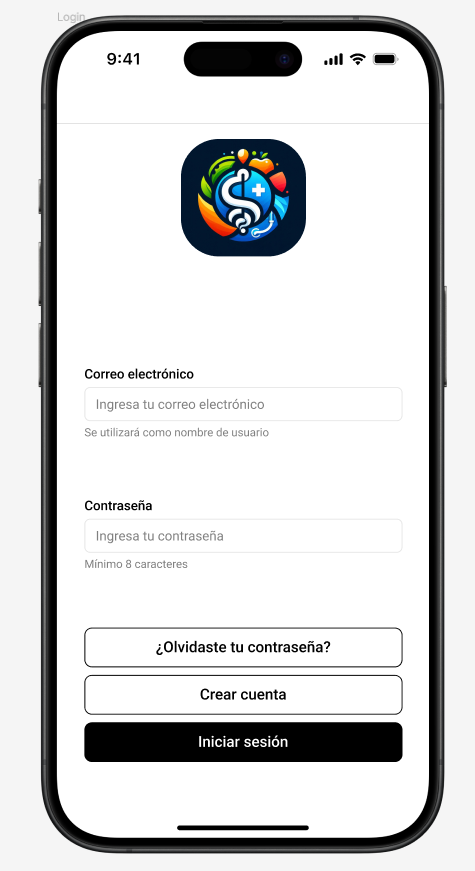 Login
9:41
Correo electrónico
Ingresa tu correo electrónico
Se utilizará como nombre de usuario
Contraseña
Ingresa tu contraseña
Mínimo 8 caracteres
¿Olvidaste tu contraseña?
Crear cuenta
Iniciar sesión